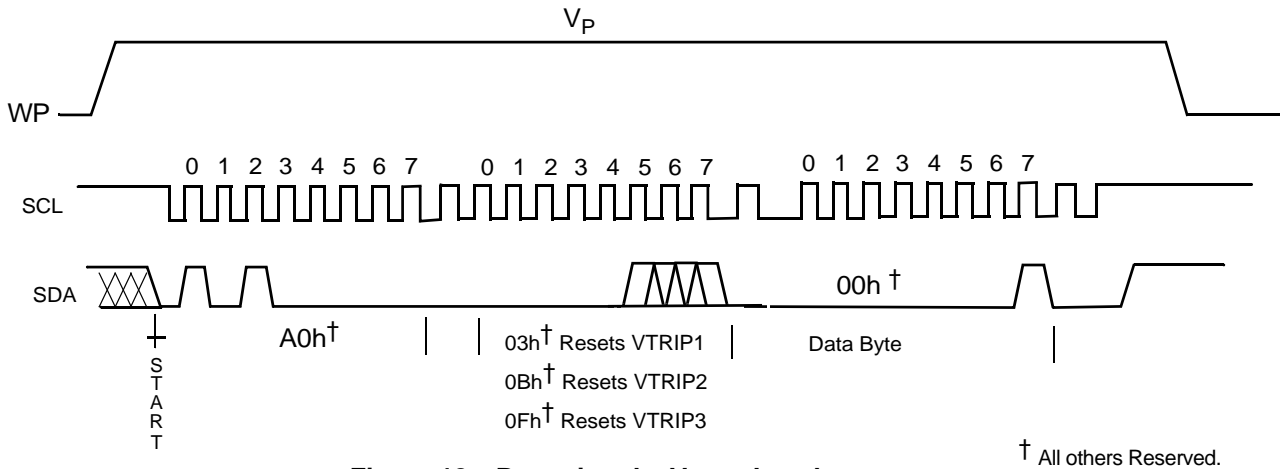 VP
WP
0 1 2 3 4 5 6 7 0 1 2 3 4 5 6 7 0 1 2 3 4 5 6 7
SCL
SDA
00h †
A0h†
03h† Resets VTRIP1
Data Byte
0Bh† Resets VTRIP2
0Fh† Resets VTRIP3
START
† All others Reserved.